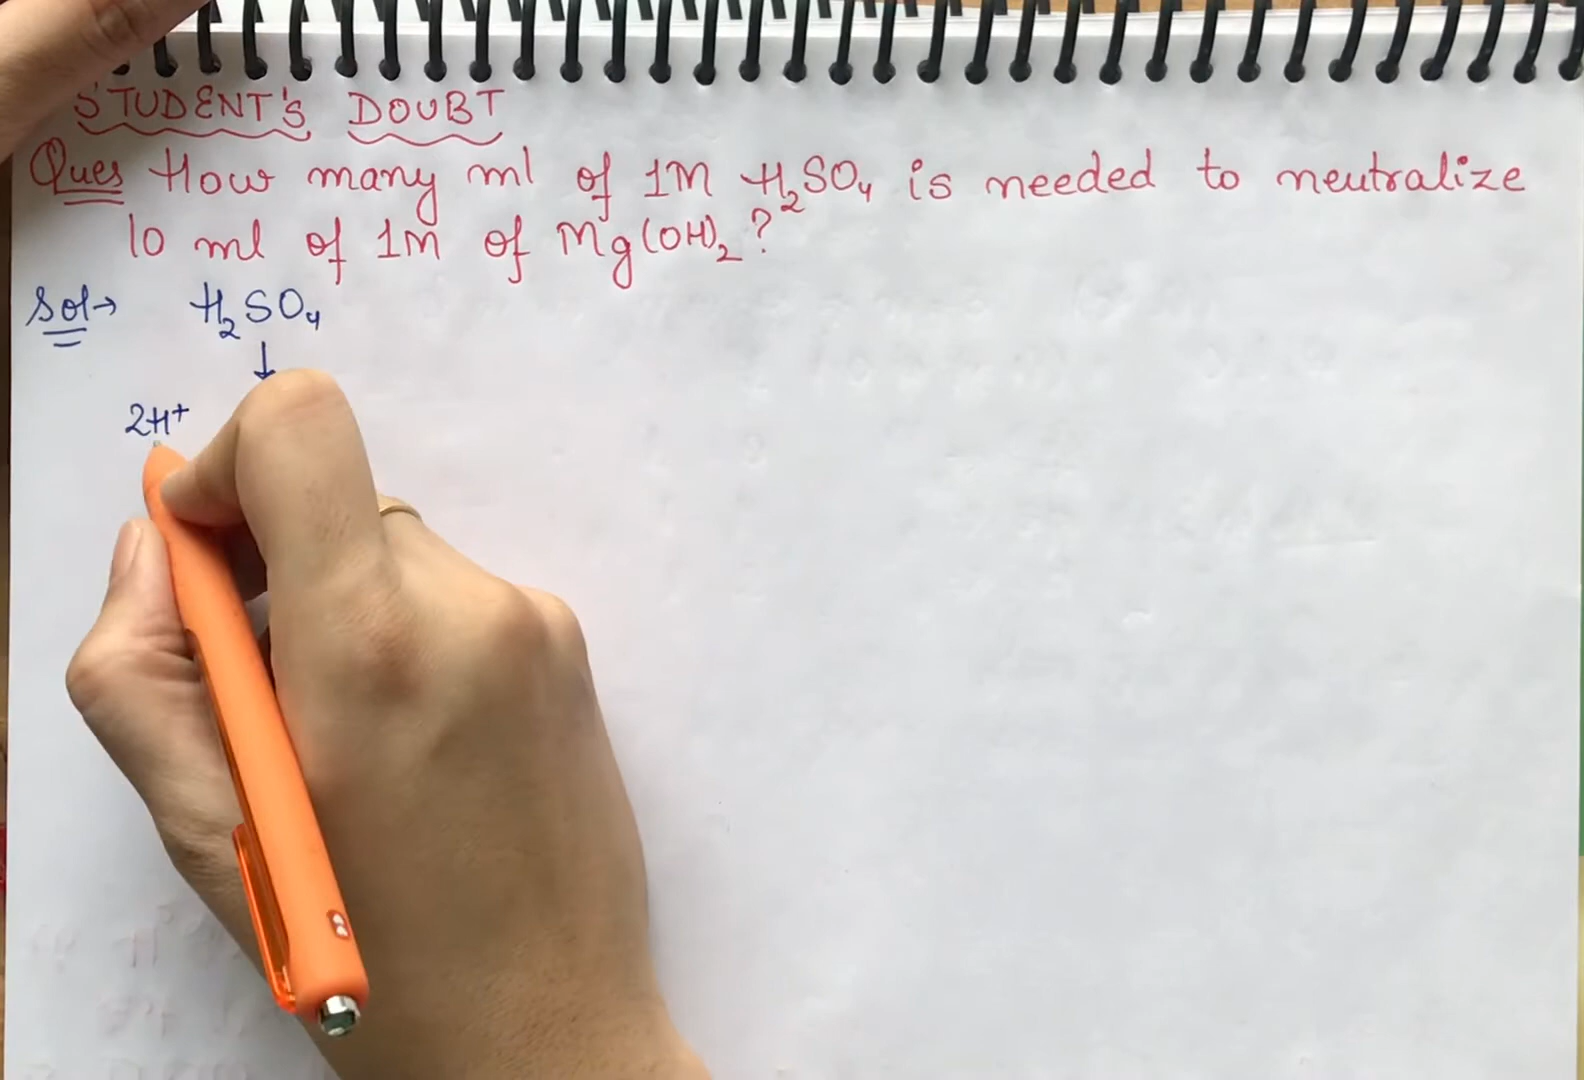 STUDENT'S DOUBT
Ques How many ml of 1M H₂SO₄ is needed to neutralize
10 ml of 1M of Mg(OH)₂?
Sol→ H₂SO₄
↓
2H⁺